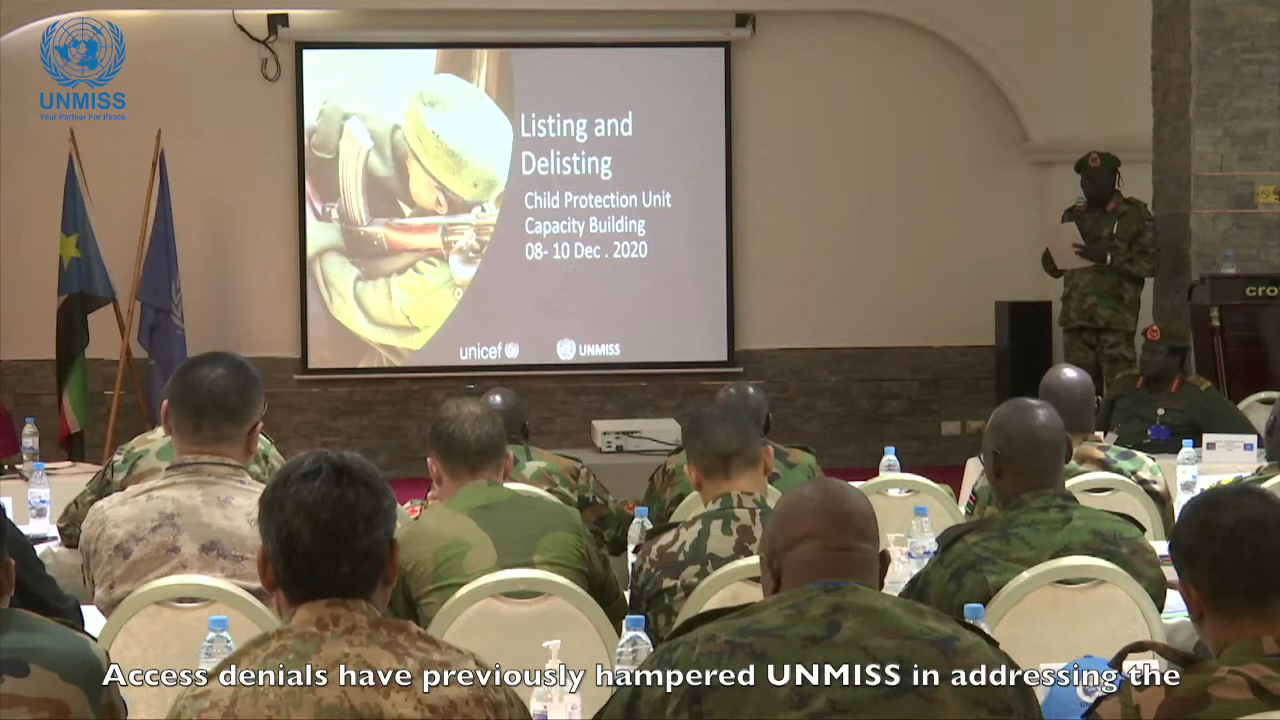 UNMISS
Your Partner For Peace
Listing and
Delisting
Child Protection Unit
Capacity Building
08- 10 Dec . 2020
unicef
UNMISS
cro
Access denials have previously hampered UNMISS in addressing the